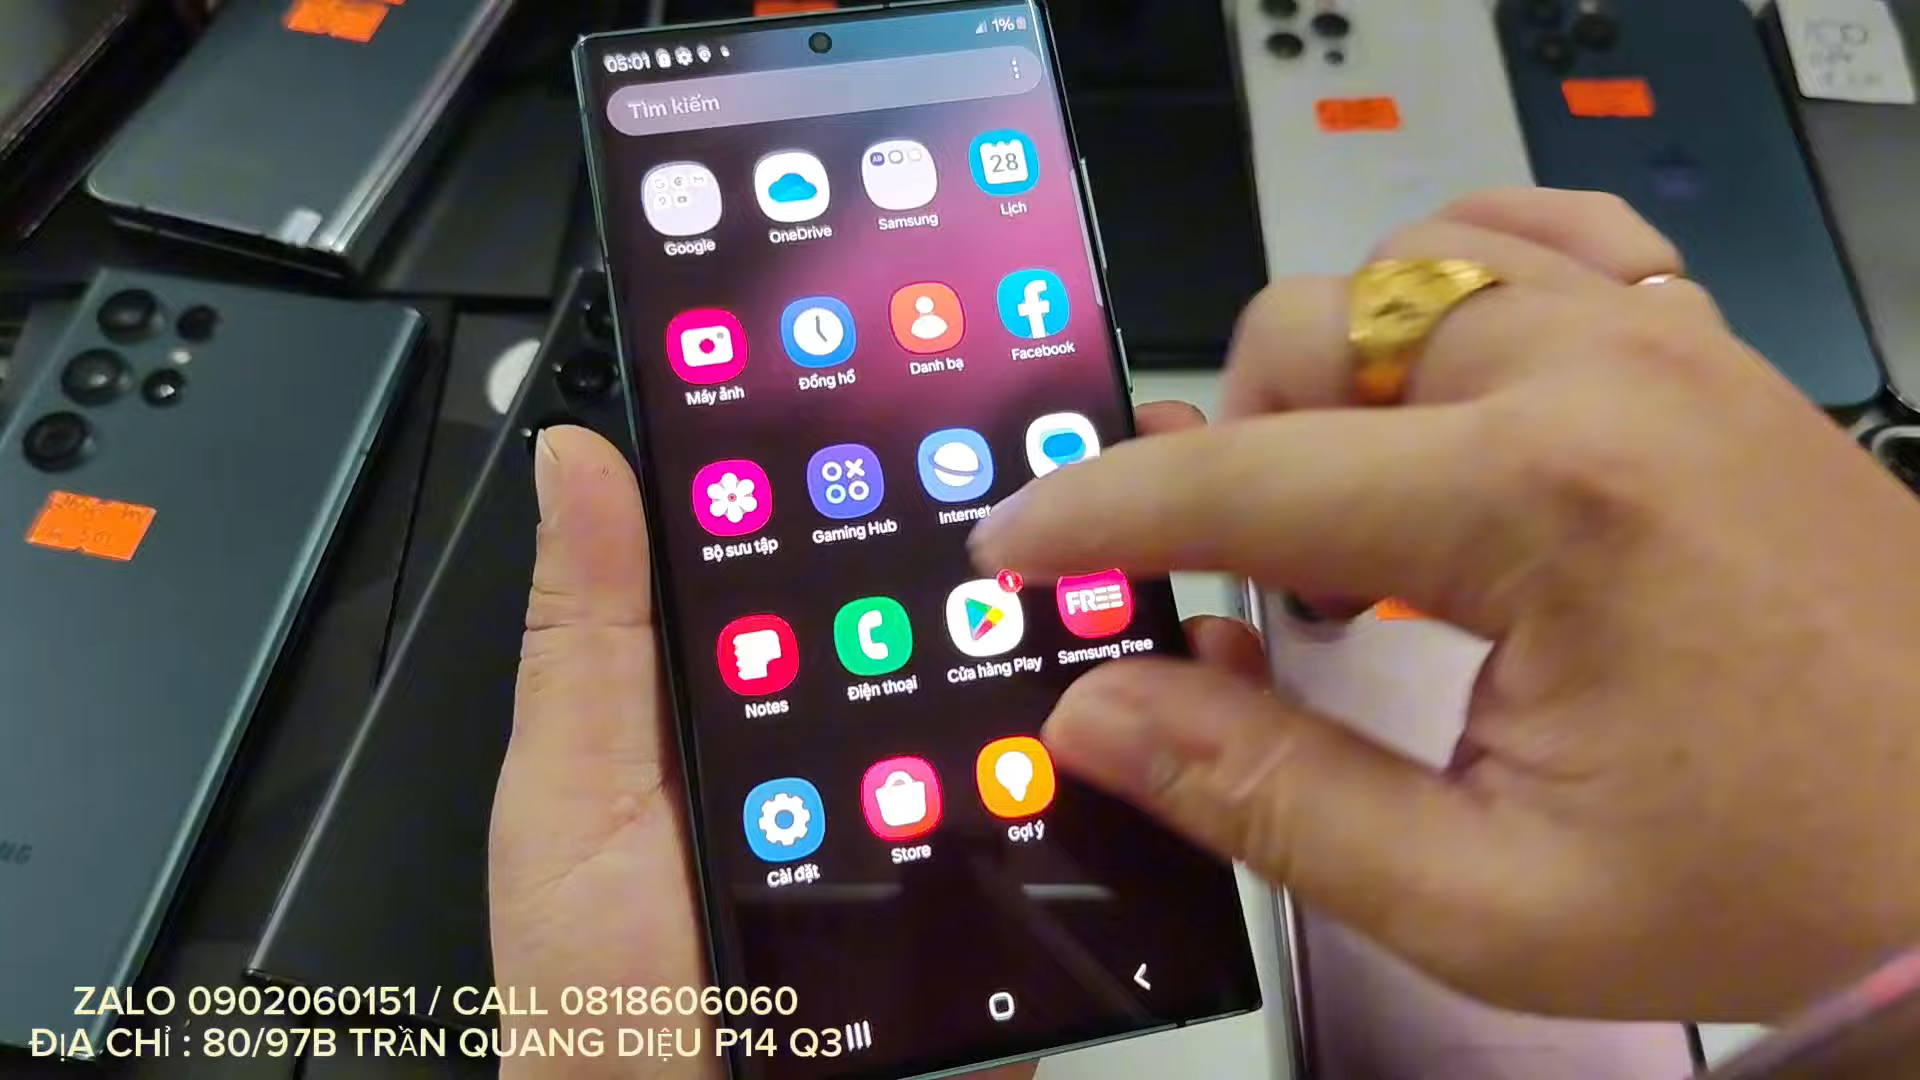 05:01
1%
Tìm kiếm
28
Google
OneDrive
Samsung
Lịch
Máy ảnh
Đồng hồ
Danh bạ
Facebook
Bộ sưu tập
Gaming Hub
Internet
1
FREE
Notes
Điện thoại
Cửa hàng Play
Samsung Free
Cài đặt
Store
Gợi ý
ZALO 0902060151 / CALL 0818606060
ĐỊA CHỈ : 80/97B TRẦN QUANG DIỆU P14 Q3